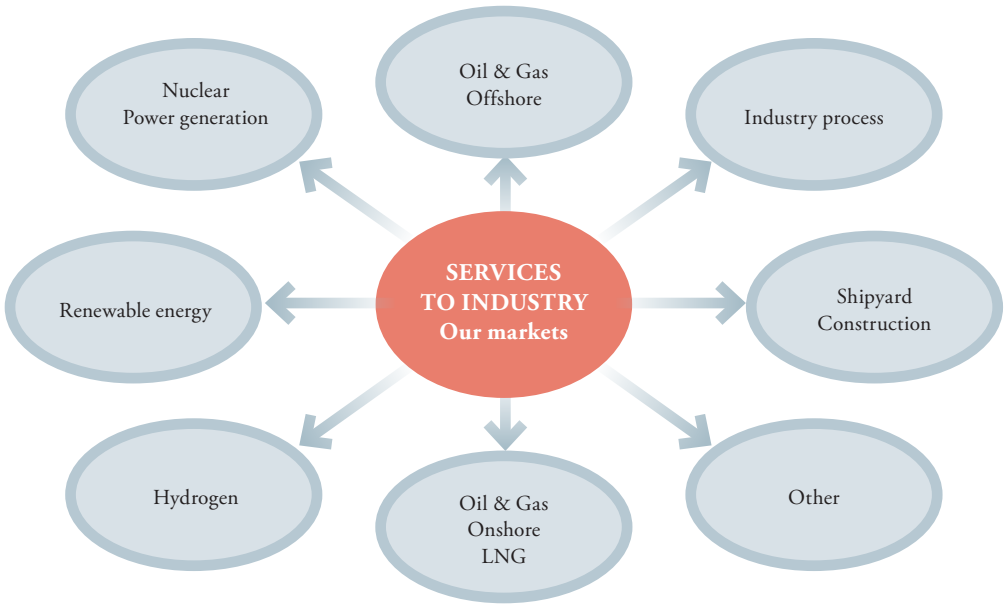 Nuclear
Power generation
Oil & Gas
Offshore
Industry process
Renewable energy
SERVICES
TO INDUSTRY
Our markets
Shipyard
Construction
Hydrogen
Oil & Gas
Onshore
LNG
Other